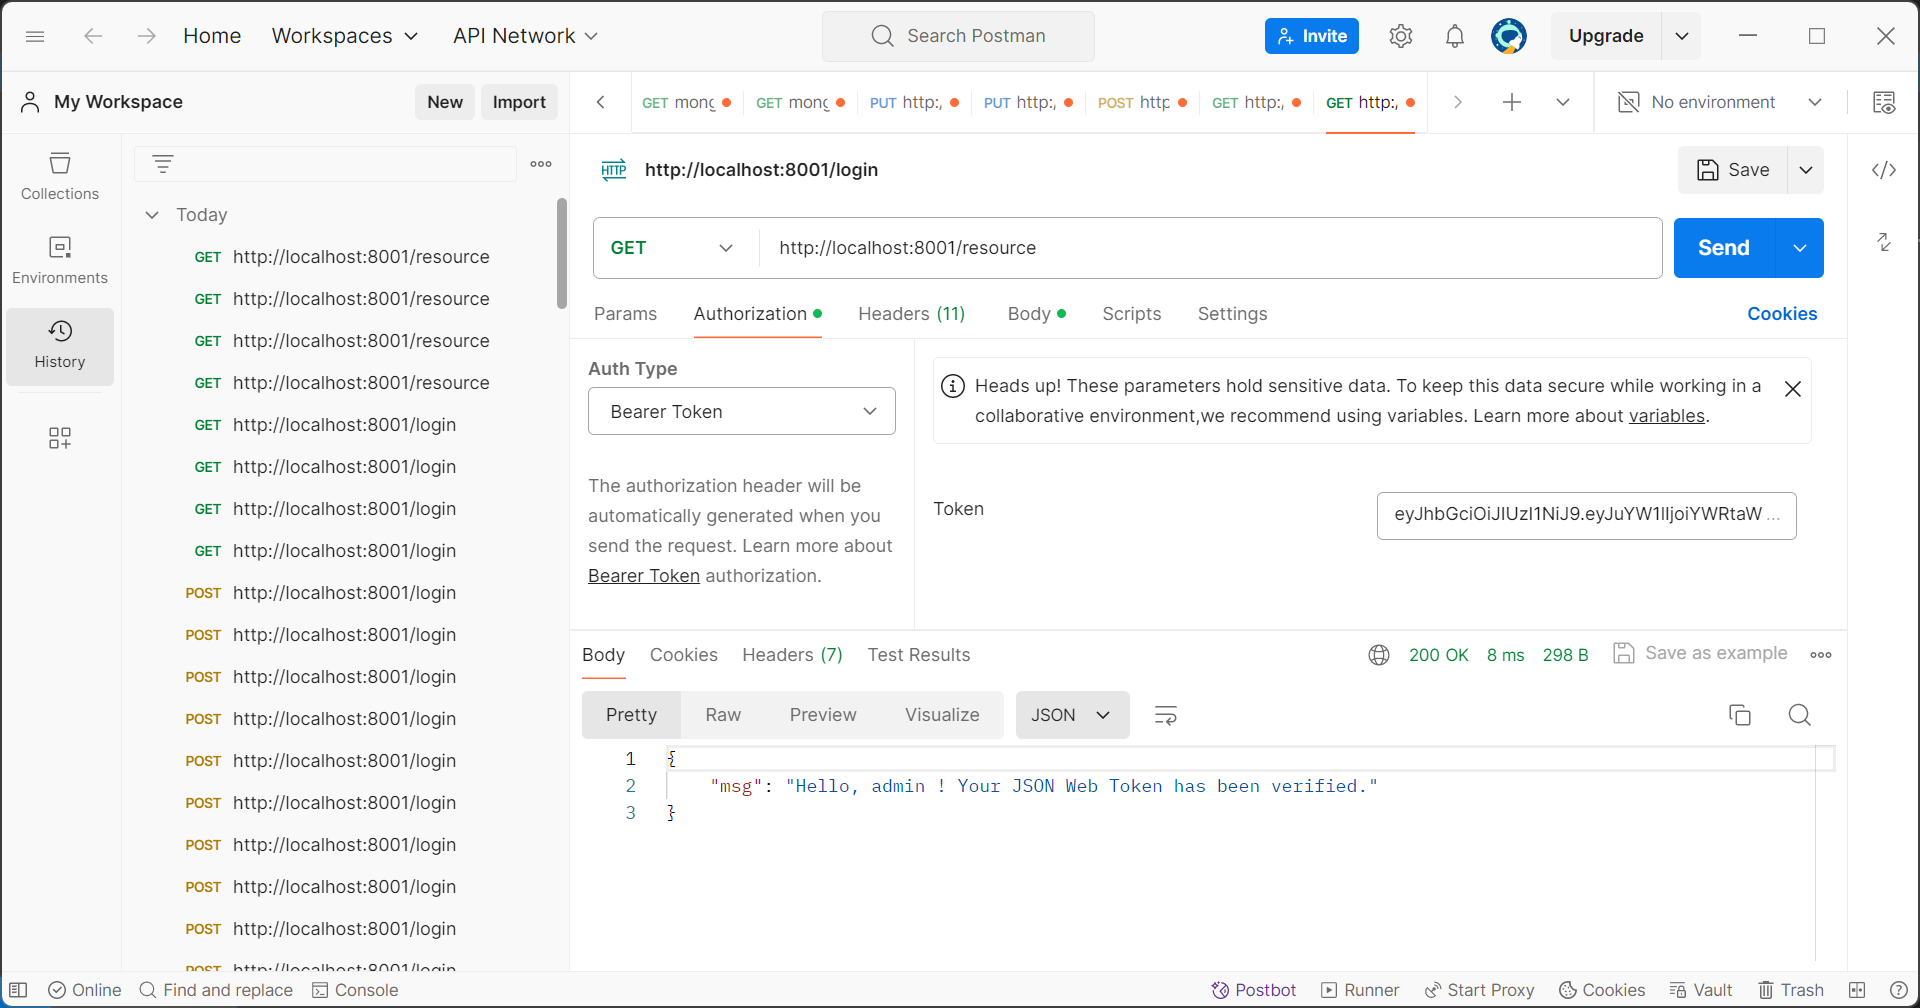 Home
Workspaces
API Network
Search Postman
Invite
Upgrade
My Workspace
New
Import
GET mong
GET mong
PUT http:/
PUT http:/
POST http
GET http:/
GET http:/
No environment
Collections
Environments
History
Today
GET http://localhost:8001/resource
GET http://localhost:8001/resource
GET http://localhost:8001/resource
GET http://localhost:8001/resource
GET http://localhost:8001/login
GET http://localhost:8001/login
GET http://localhost:8001/login
GET http://localhost:8001/login
POST http://localhost:8001/login
POST http://localhost:8001/login
POST http://localhost:8001/login
POST http://localhost:8001/login
POST http://localhost:8001/login
POST http://localhost:8001/login
POST http://localhost:8001/login
POST http://localhost:8001/login
POST http://localhost:8001/login
POST http://localhost:8001/login
HTTP http://localhost:8001/login
Save
GET http://localhost:8001/resource
Send
Params Authorization Headers (11) Body Scripts Settings
Cookies
Auth Type
Bearer Token
The authorization header will be
automatically generated when you
send the request. Learn more about
Bearer Token authorization.
Heads up! These parameters hold sensitive data. To keep this data secure while working in a
collaborative environment,we recommend using variables. Learn more about variables.
Token
eyJhbGciOiJIUzI1NiJ9.eyJuYW1lIjoiYWRtaW ...
Body Cookies Headers (7) Test Results
200 OK 8 ms 298 B Save as example
Pretty Raw Preview Visualize JSON
1 {
2 "msg": "Hello, admin ! Your JSON Web Token has been verified."
3 }
Online
Find and replace
Console
Postbot
Runner
Start Proxy
Cookies
Vault
Trash